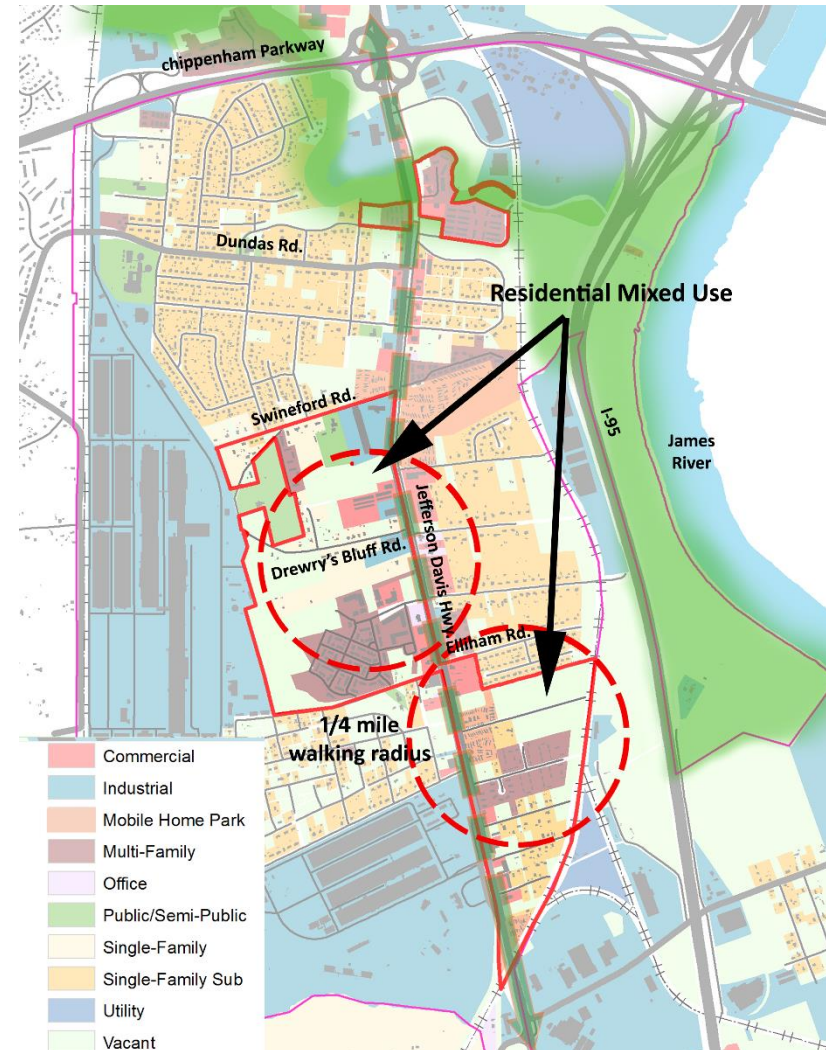 chippenham Parkway
Dundas Rd.
Residential Mixed Use
Swineford Rd.
I-95
James
River
Jefferson Davis Hwy.
Drewry's Bluff Rd.
Elliham Rd.
1/4 mile
walking radius
Commercial
Industrial
Mobile Home Park
Multi-Family
Office
Public/Semi-Public
Single-Family
Single-Family Sub
Utility
Vacant